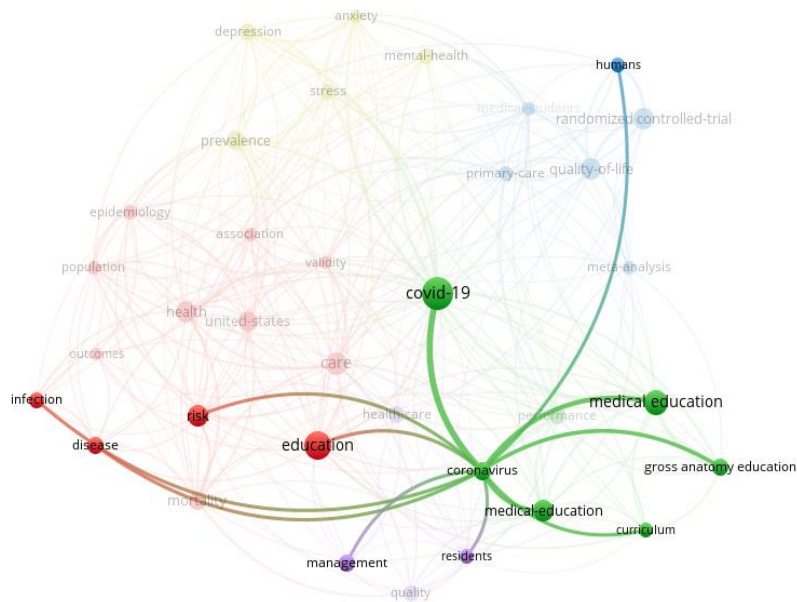 anxiety
depression
mental-health
humans
stress
medical-students
randomized controlled-trial
prevalence
quality-of-life
primary-care
epidemiology
association
population
validity
meta-analysis
covid-19
health
united-states
outcomes
care
infection
risk
health-care
performance
medical education
disease
education
coronavirus
gross anatomy education
mortality
medical-education
curriculum
management
residents
quality